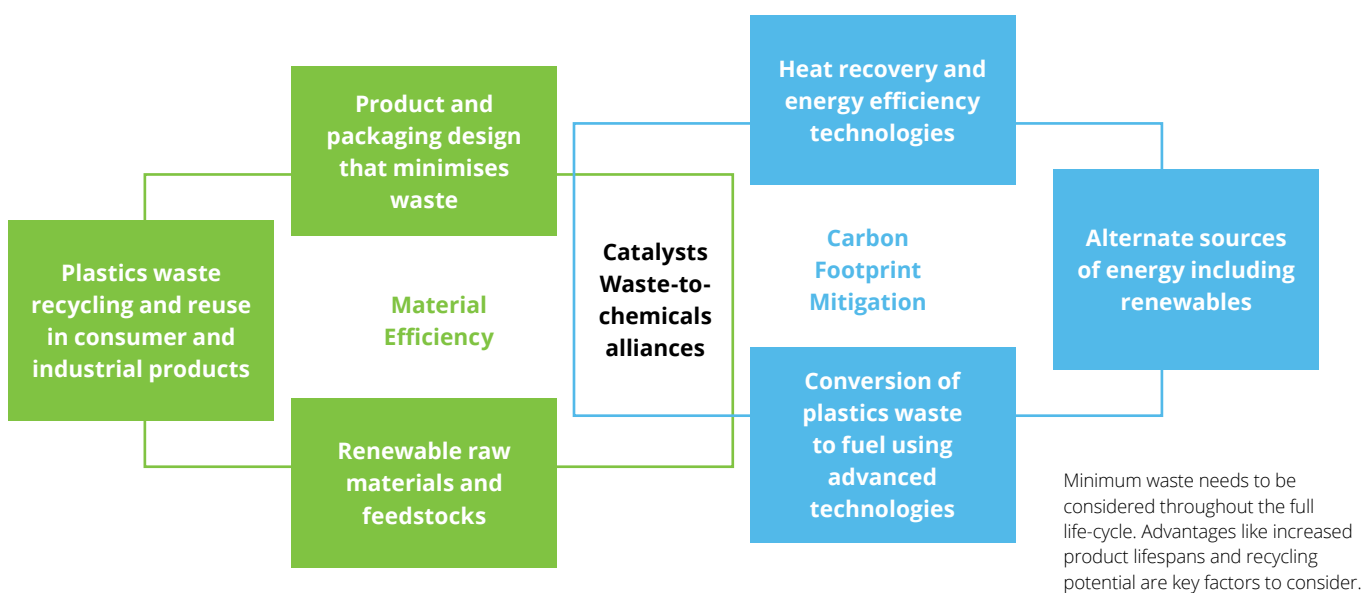 Product and
packaging design
that minimises
waste
Plastics waste
recycling and reuse
in consumer and
industrial products
Material
Efficiency
Renewable raw
materials and
feedstocks
Catalysts
Waste-to-
chemicals
alliances
Heat recovery and
energy efficiency
technologies
Carbon
Footprint
Mitigation
Alternate sources
of energy including
renewables
Conversion of
plastics waste
to fuel using
advanced
technologies
Minimum waste needs to be
considered throughout the full
life-cycle. Advantages like increased
product lifespans and recycling
potential are key factors to consider.